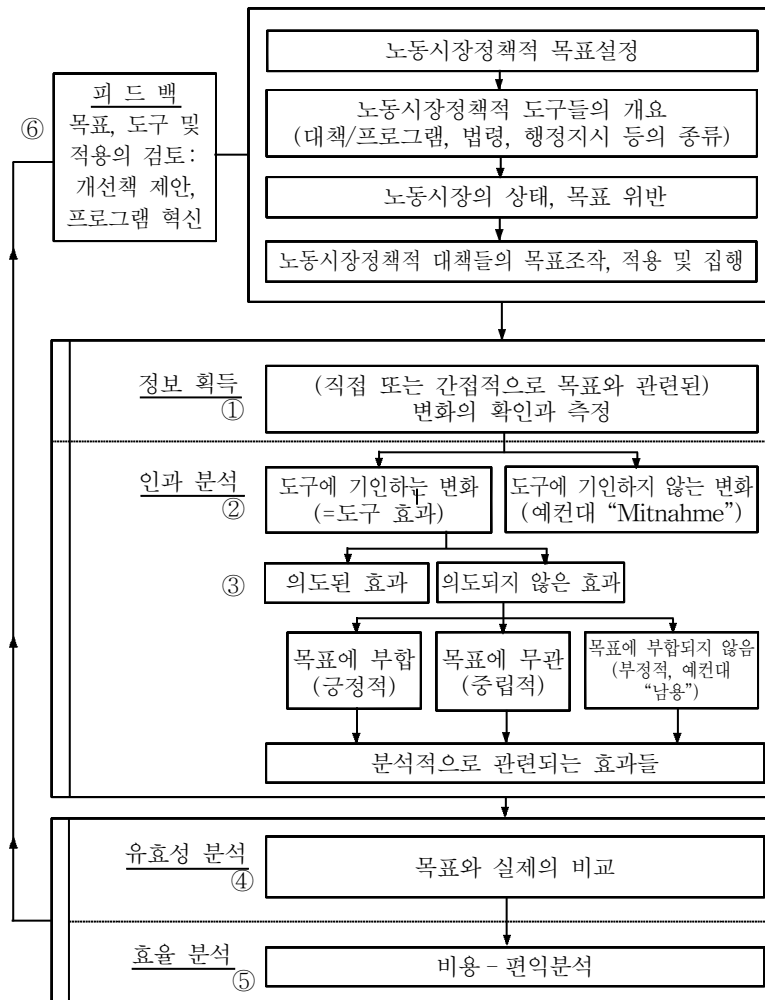 노동시장정책적 목표설정
피 드 백
⑥
목표, 도구 및
적용의 검토:
개선책 제안,
프로그램 혁신
노동시장정책적 도구들의 개요
(대책/프로그램, 법령, 행정지시 등의 종류)
노동시장의 상태, 목표 위반
노동시장정책적 대책들의 목표조작, 적용 및 집행
정보 획득
①
(직접 또는 간접적으로 목표와 관련된)
변화의 확인과 측정
인과 분석
②
도구에 기인하는 변화
(=도구 효과)
도구에 기인하지 않는 변화
(예컨대 “Mitnahme”)
③
의도된 효과
의도되지 않은 효과
목표에 부합
(긍정적)
목표에 무관
(중립적)
목표에 부합되지 않음
(부정적, 예컨대
“남용”)
분석적으로 관련되는 효과들
유효성 분석
④
목표와 실제의 비교
효율 분석
⑤
비용－편익분석